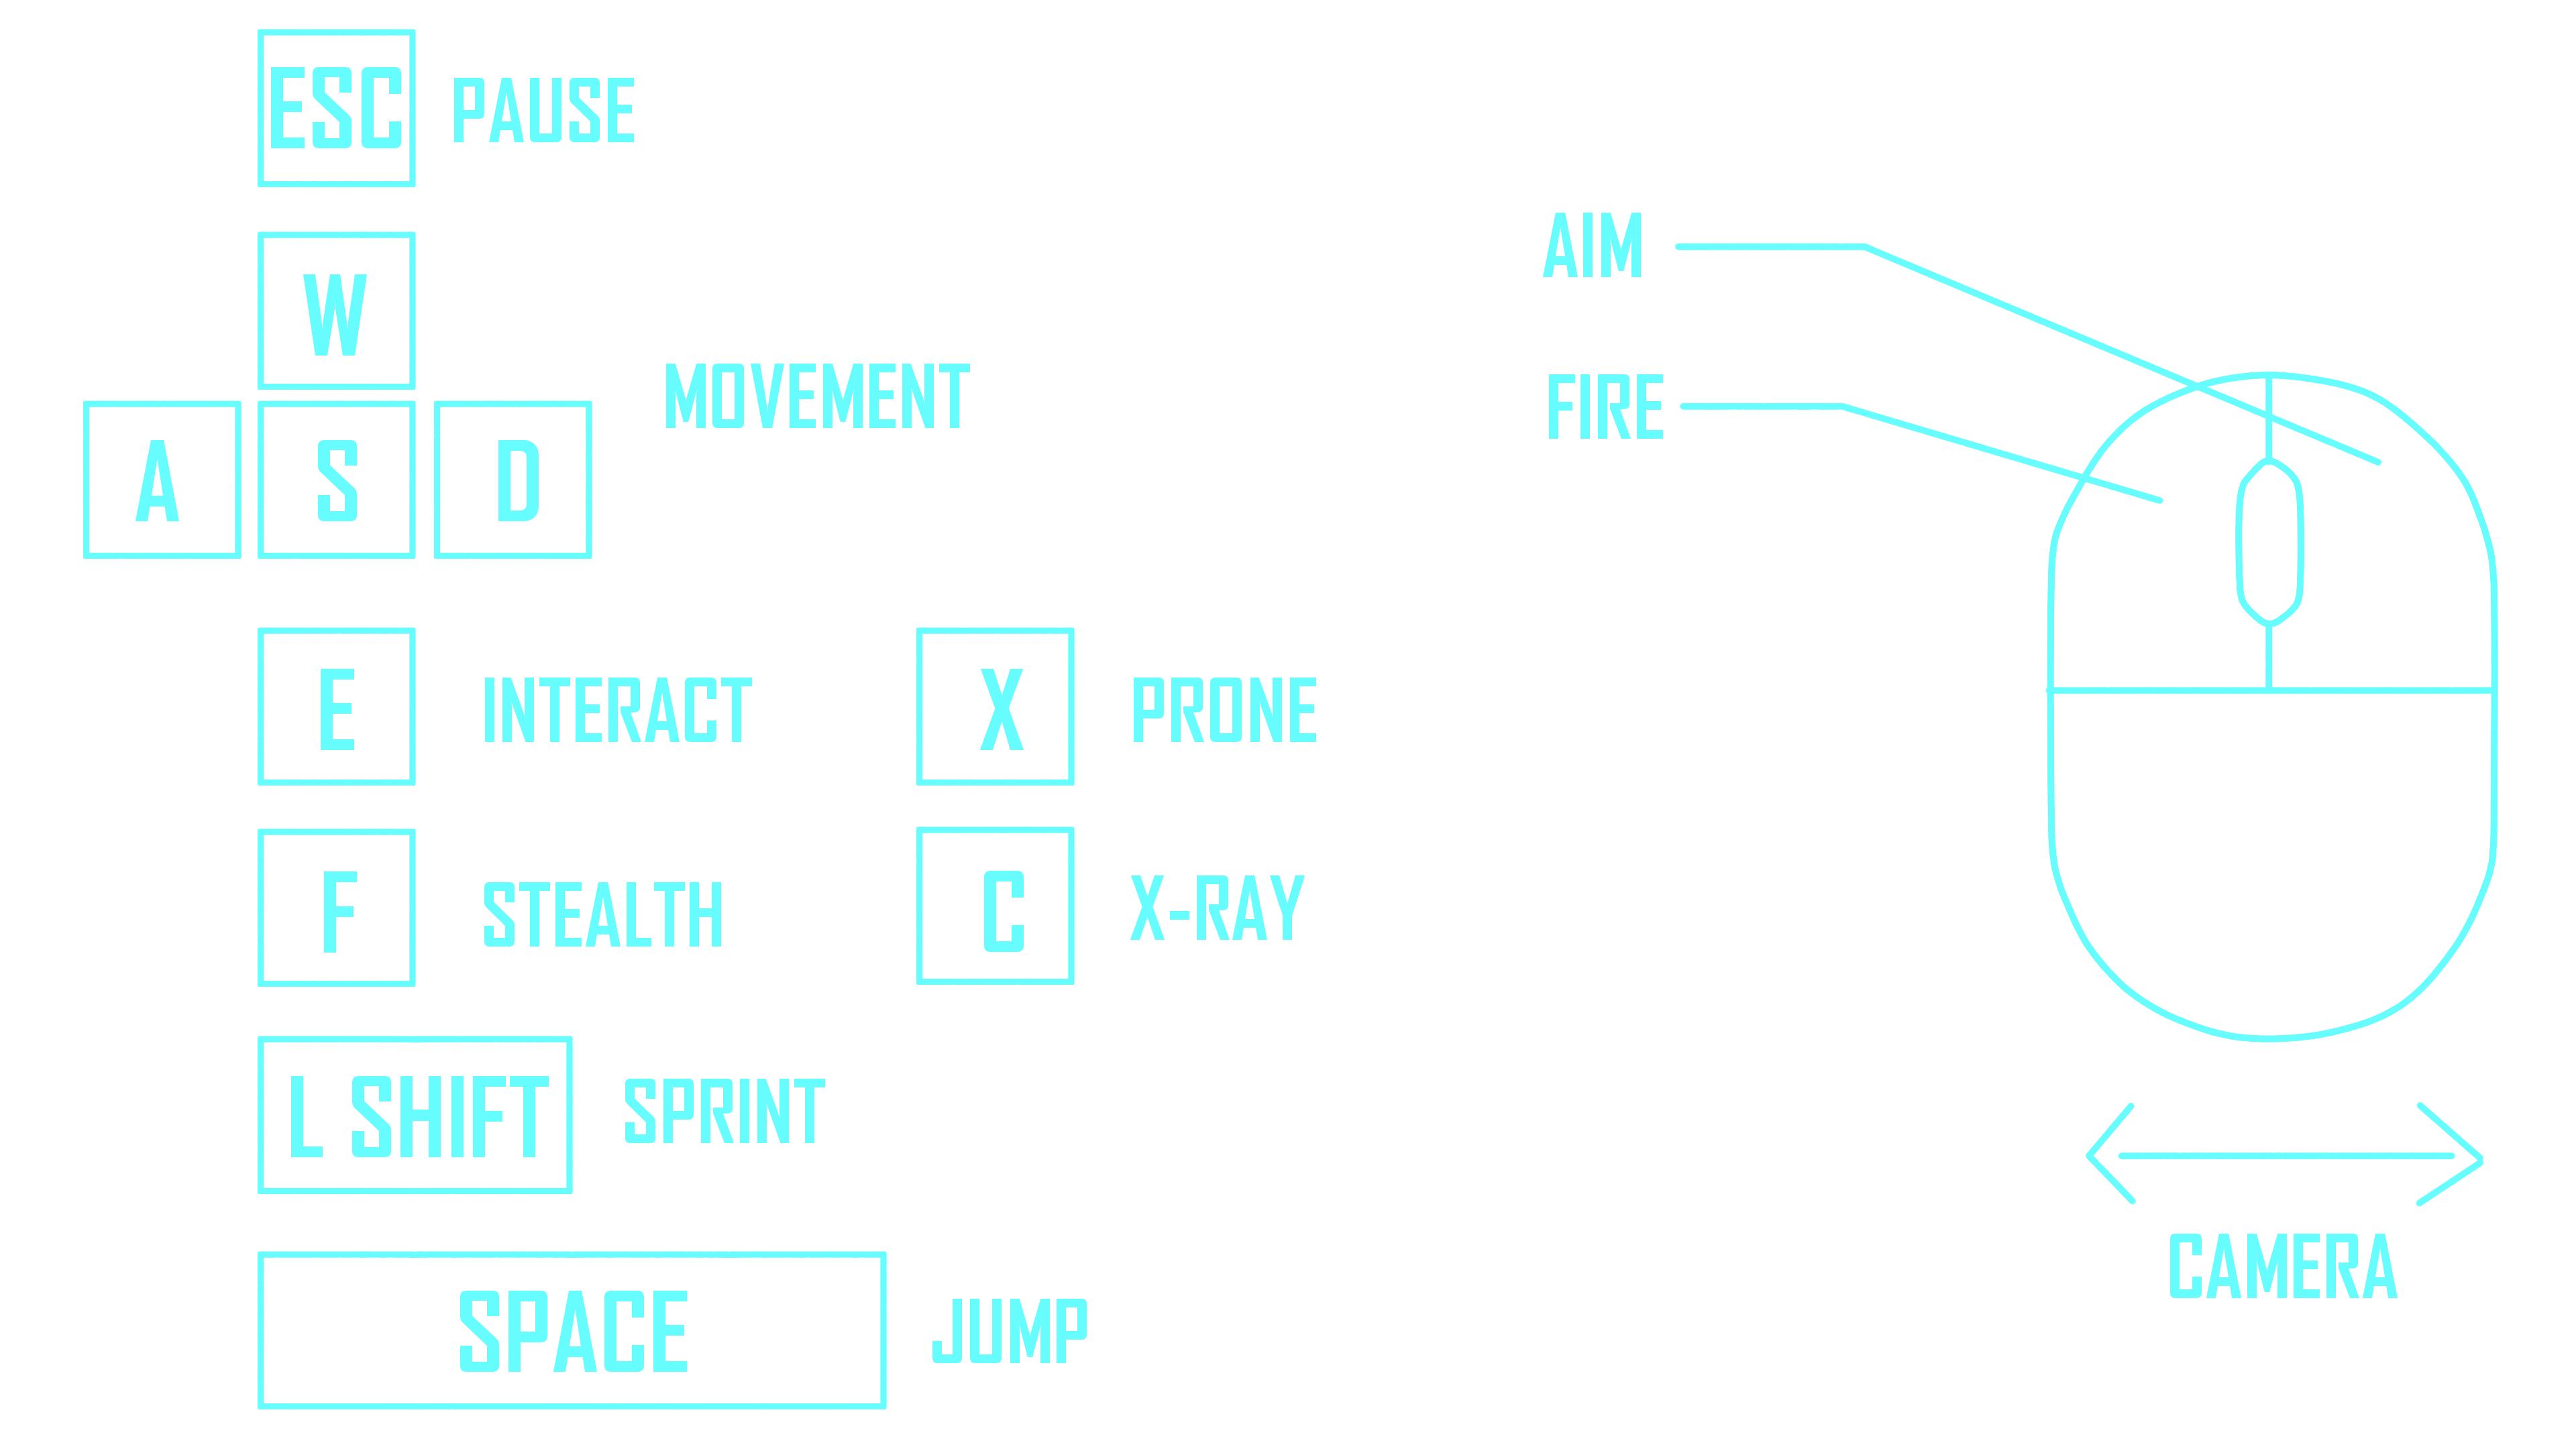 ESC PAUSE
W
MOVEMENT
A S D
E INTERACT
X PRONE
F STEALTH
C X-RAY
L SHIFT SPRINT
SPACE JUMP
AIM
FIRE
CAMERA